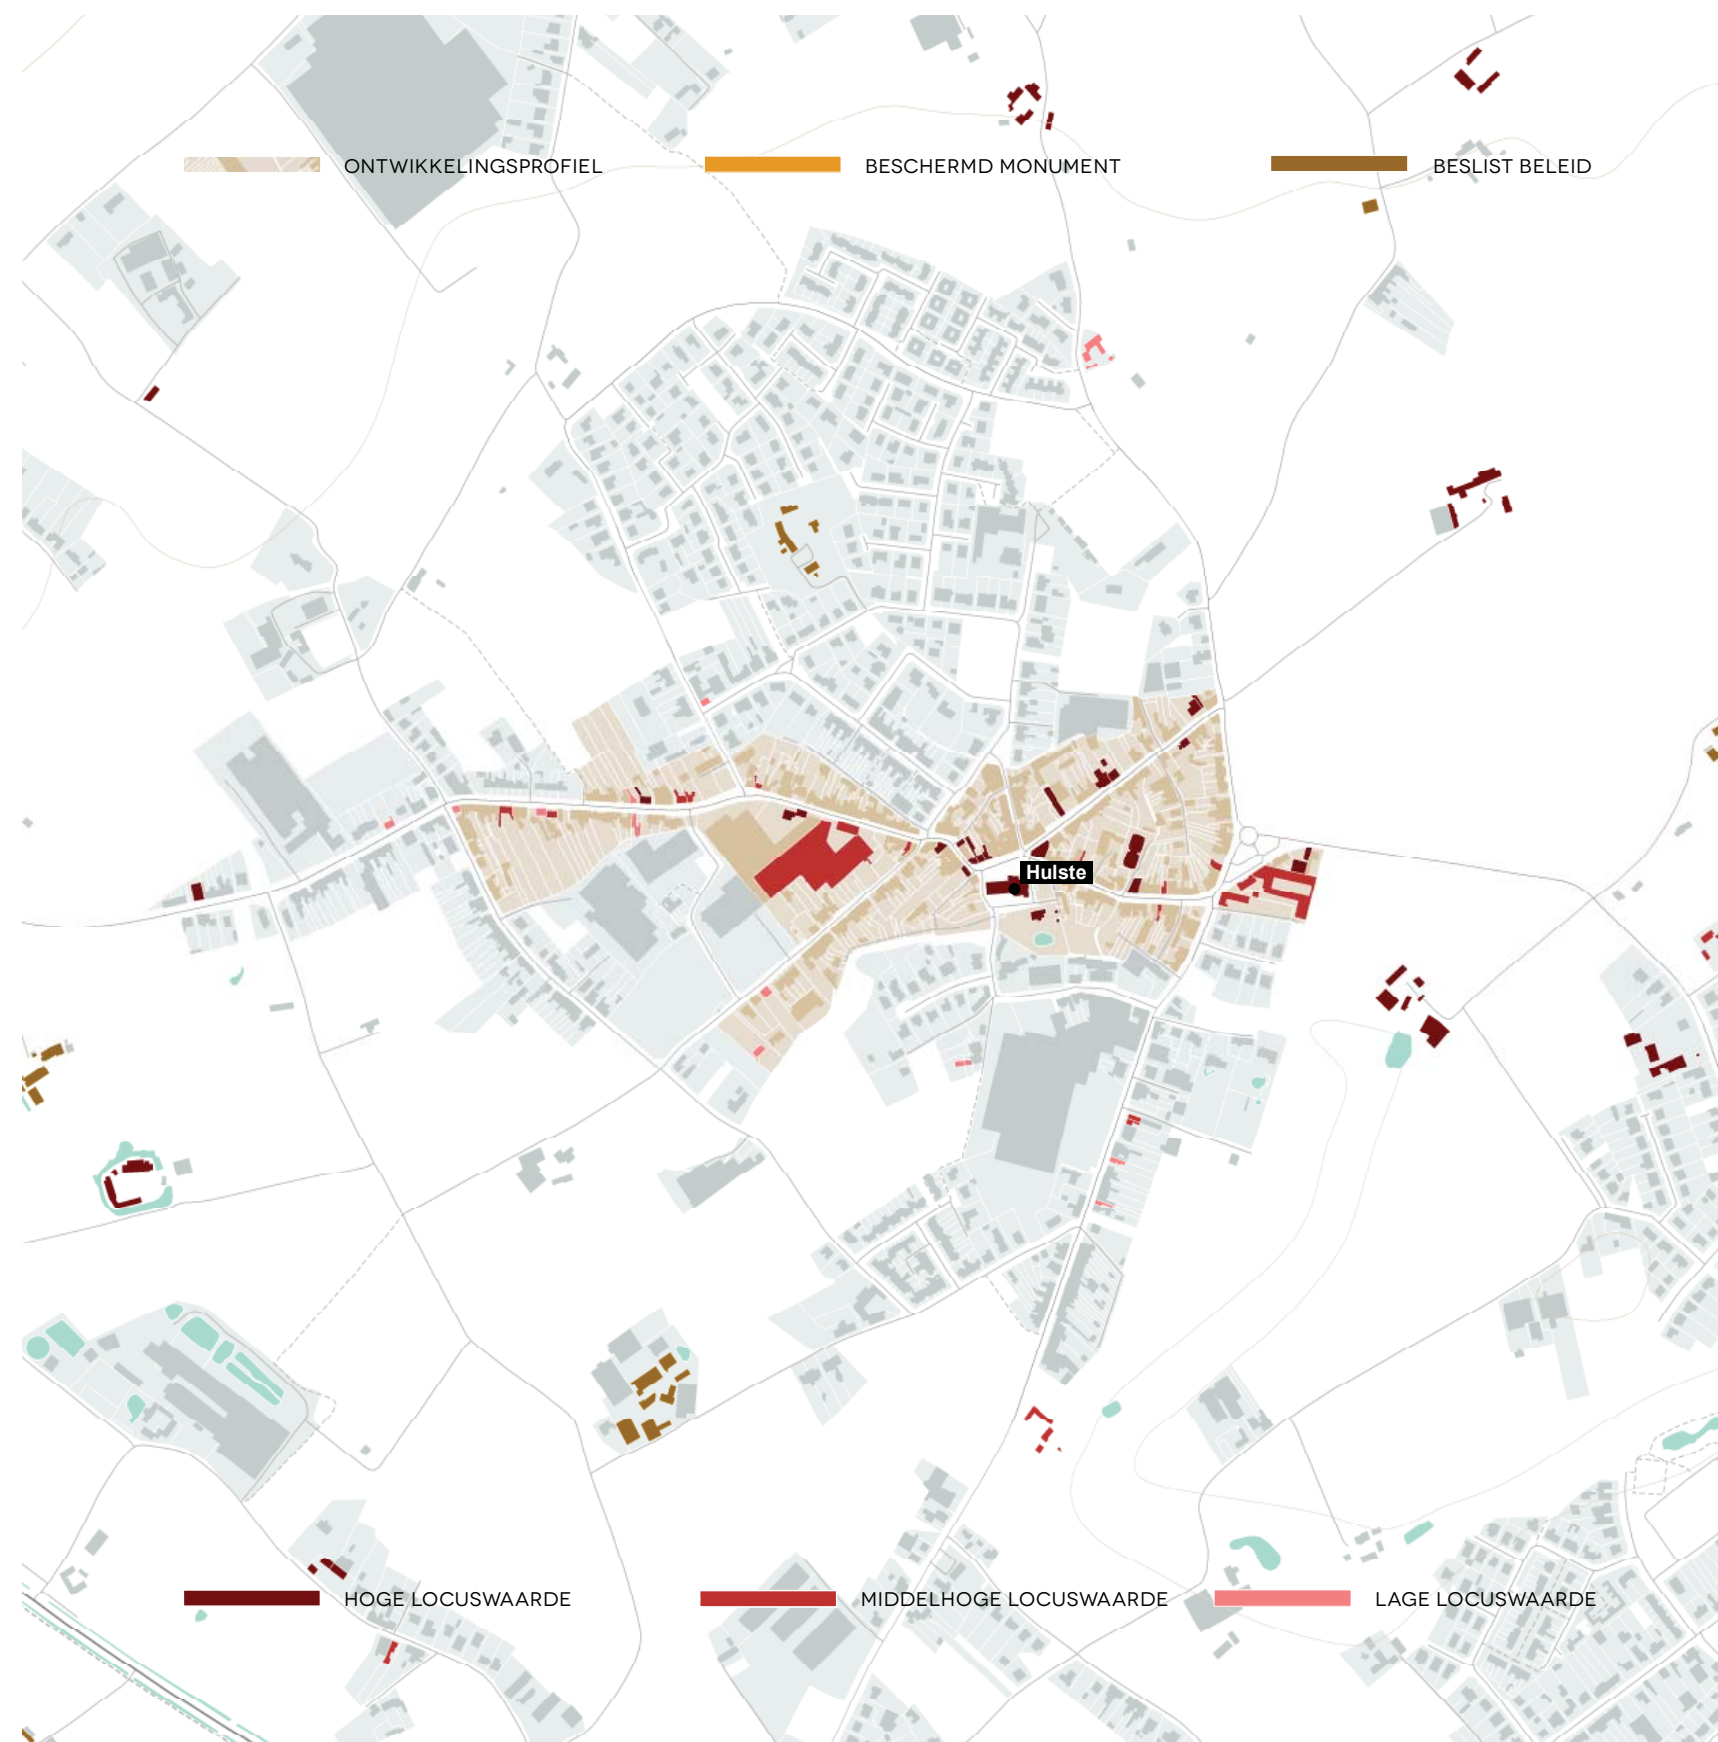 ONTWIKKELINGSPROFIEL
BESCHERMD MONUMENT
BESLIST BELEID
Hulste
HOGE LOCUSWAARDE
MIDDELHOGE LOCUSWAARDE
LAGE LOCUSWAARDE